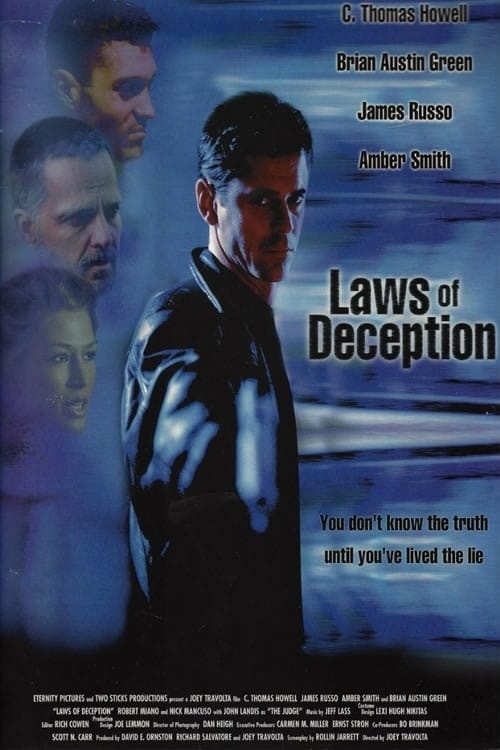 C. Thomas Howell
Brian Austin Green
James Russo
Amber Smith
Laws of
Deception
You don't know the truth
until you've lived the lie
ETERNITY PICTURES AND TWO STICKS PRODUCTIONS present a JOEY TRAVOLTA film C. THOMAS HOWELL JAMES RUSSO AMBER SMITH AND BRIAN AUSTIN GREEN
"LAWS OF DECEPTION" ROBERT MIANO AND NICK MANCUSO WITH JOHN LANDIS AS "THE JUDGE" Music by JEFF LASS Costume Design LEXI HUGH NIKITAS
Editor RICH COWEN Production Design JOE LEMMON Director of Photography DAN HEIGH Executive Producers CARMEN M. MILLER ERNST STROH Co-Producers BO BRINKMAN
SCOTT N. CARR Produced by DAVID E. ORNSTON RICHARD SALVATORE and JOEY TRAVOLTA Screenplay by ROLLIN JARRETT Directed by JOEY TRAVOLTA